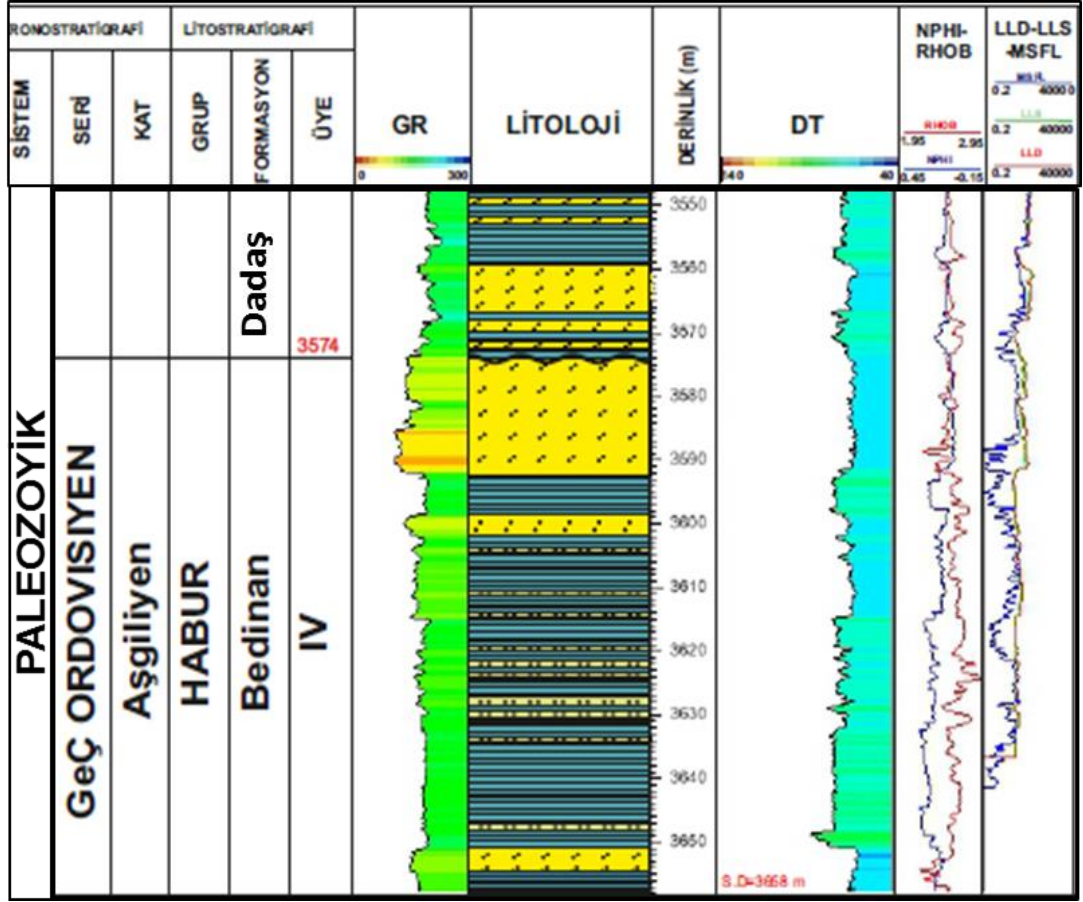 RONOSTRATİGRAFİ
LİTOSTRATİGRAFİ
SİSTEM
SERİ
KAT
GRUP
FORMASYON
ÜYE
GR
0 300
LİTOLOJİ
DERİNLİK (m)
DT
140 40
NPHI-
RHOB
RHOB
1.95 2.95
NPHI
0.45 -0.15
LLD-LLS
-MSFL
0.2 40000
LLS
0.2 40000
LLD
0.2 40000
PALEOZOYİK
GeÇ ORDOVISIYEN
Aşgiliyen
HABUR
Dadaş
Bedinan
3574
IV
3550
3560
3570
3580
3590
3600
3610
3620
3630
3640
3650
S.D=3658 m